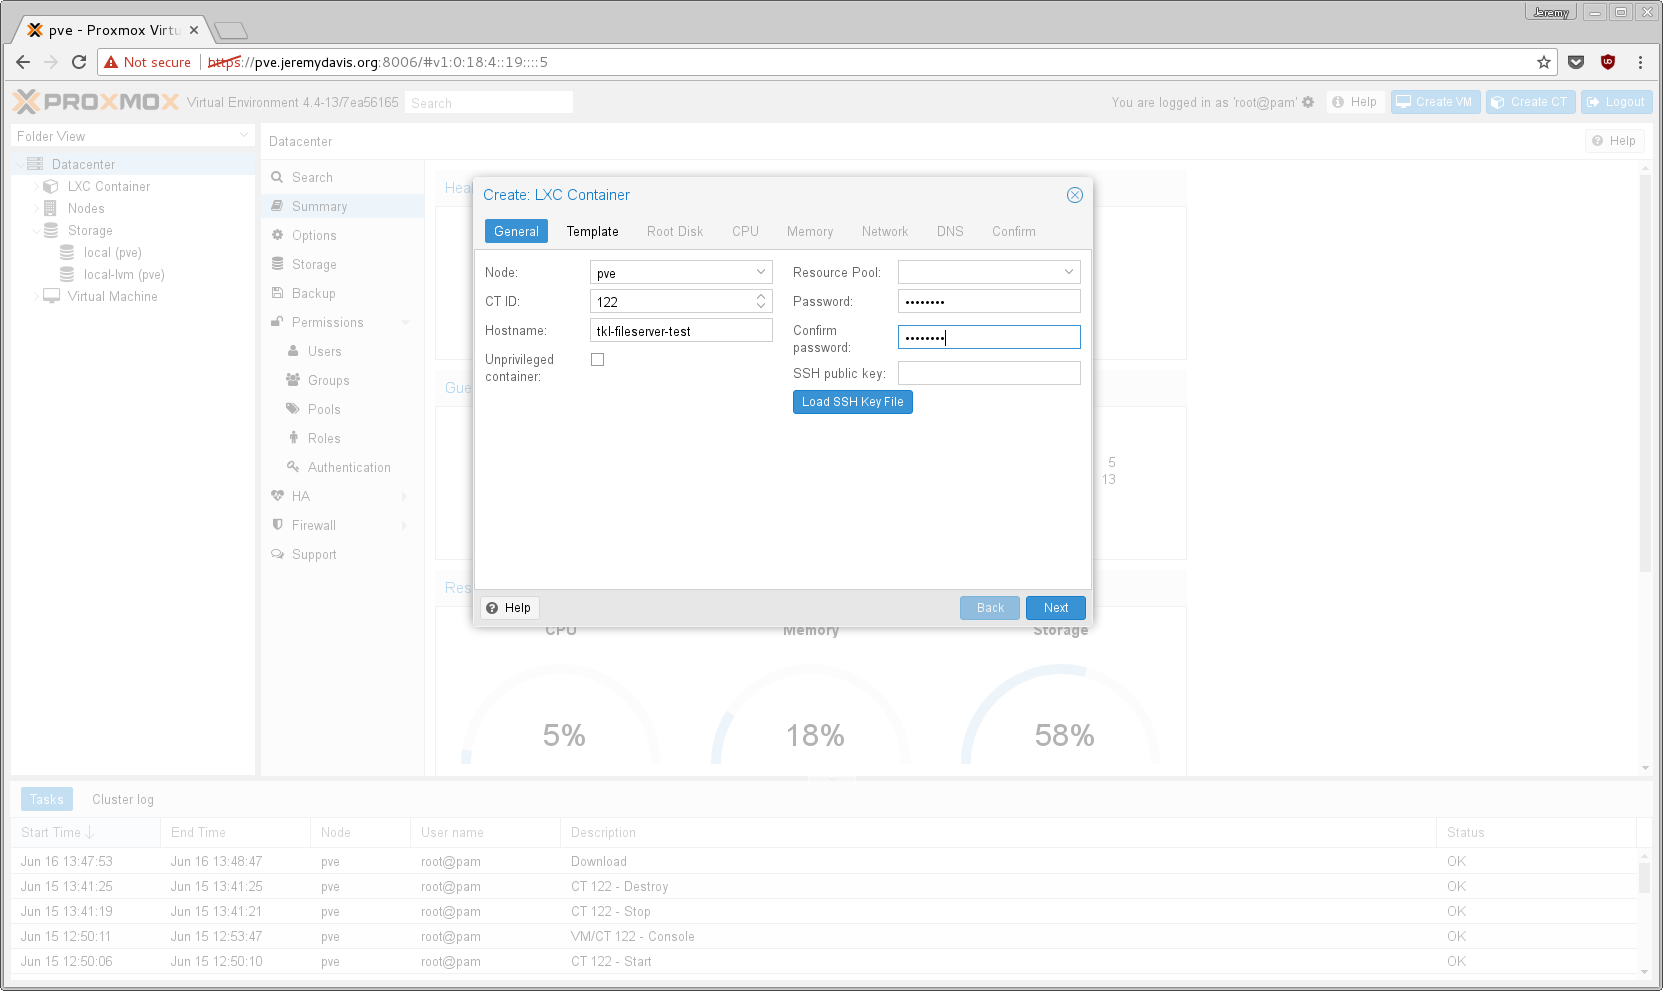 Jeremy
pve - Proxmox Virtu
Not secure https://pve.jeremydavis.org:8006/#v1:0:18:4::19::::5
PROXMOX Virtual Environment 4.4-13/7ea56165 Search You are logged in as 'root@pam' Help Create VM Create CT Logout
Folder View
Datacenter
LXC Container
Nodes
Storage
local (pve)
local-lvm (pve)
Virtual Machine
Datacenter Help
Search
Summary
Options
Storage
Backup
Permissions
Users
Groups
Pools
Roles
Authentication
HA
Firewall
Support
Hea
Gue
5
13
Res
CPU Memory Storage
5% 18% 58%
Create: LXC Container
General Template Root Disk CPU Memory Network DNS Confirm
Node: pve
CT ID: 122
Hostname: tkl-fileserver-test
Unprivileged
container:
Resource Pool:
Password: ••••••••
Confirm
password: ••••••••
SSH public key:
Load SSH Key File
Help Back Next
Tasks Cluster log
Start Time End Time Node User name Description Status
Jun 16 13:47:53 Jun 16 13:48:47 pve root@pam Download OK
Jun 15 13:41:25 Jun 15 13:41:25 pve root@pam CT 122 - Destroy OK
Jun 15 13:41:19 Jun 15 13:41:21 pve root@pam CT 122 - Stop OK
Jun 15 12:50:11 Jun 15 12:53:47 pve root@pam VM/CT 122 - Console OK
Jun 15 12:50:06 Jun 15 12:50:10 pve root@pam CT 122 - Start OK